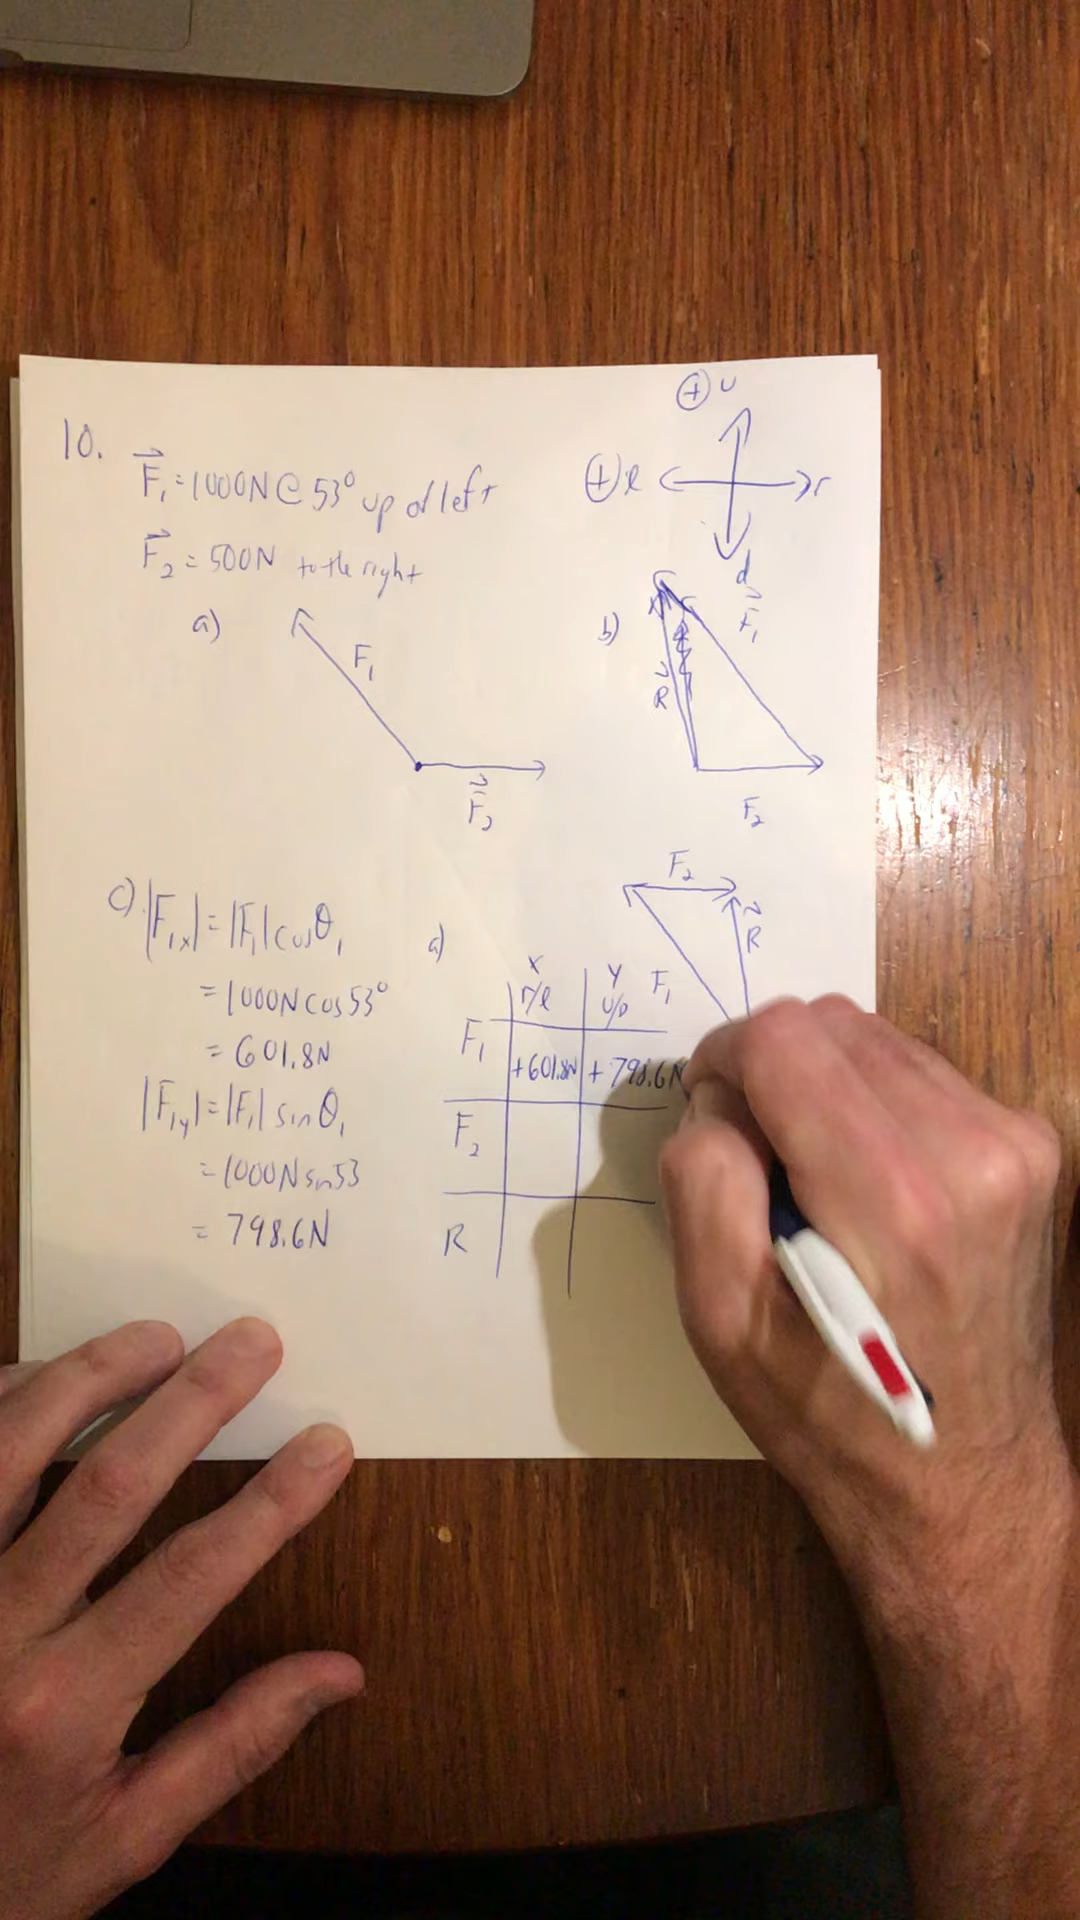 10.
F₁ = 1000N @ 53° up of left
F₂ = 500N to the right
+ u
+ l r
d
a)
F₁
F₂
b)
F₁
R
F₂
F₂
R
F₁
c) |F₁ₓ| = |F₁| cos θ₁
= 1000N cos 53°
= 601.8N
|F₁y| = |F₁| sin θ₁
= 1000N sin 53
= 798.6N
d)
x y
r/l u/D
F₁ +601.8N +798.6N
F₂
R